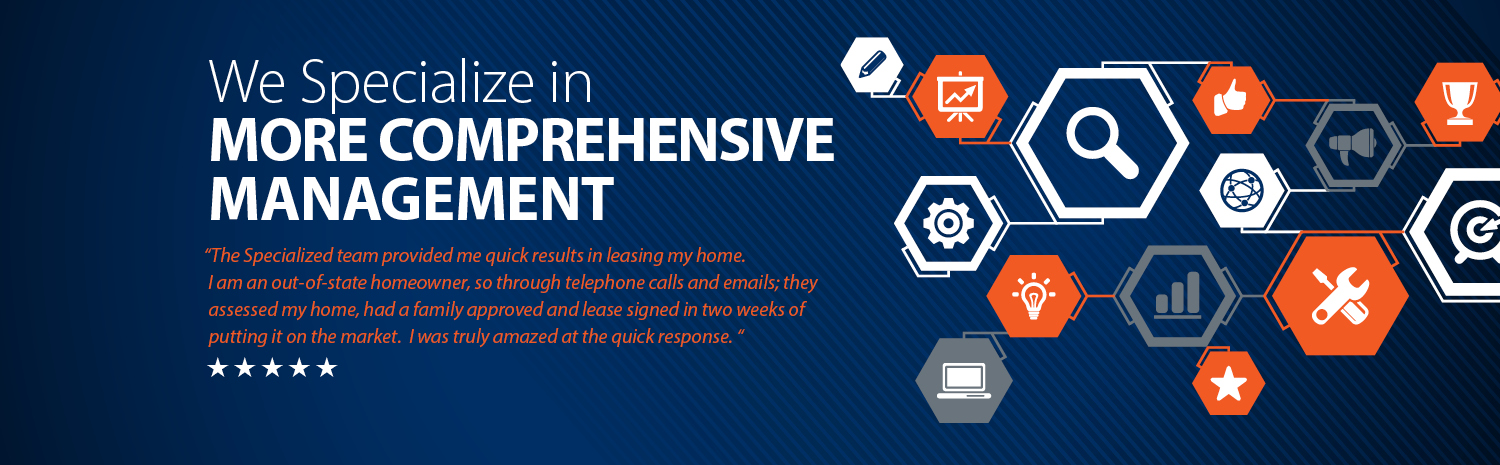 We Specialize in
MORE COMPREHENSIVE
MANAGEMENT
“The Specialized team provided me quick results in leasing my home.
I am an out-of-state homeowner, so through telephone calls and emails; they
assessed my home, had a family approved and lease signed in two weeks of
putting it on the market.  I was truly amazed at the quick response. “